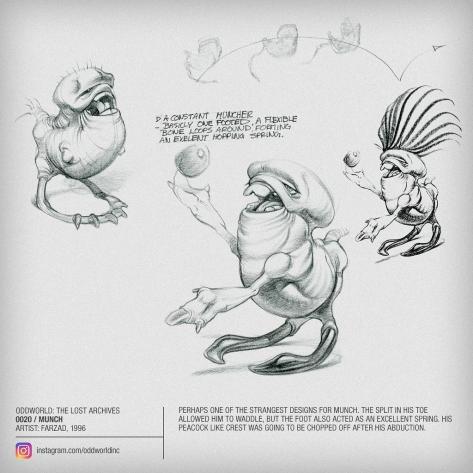 A CONSTANT MUNCHER
- BASICLY ONE FOOTED, A FLEXIBLE
BONE LOOPS AROUND, FORMING
AN EXELENT HOPPING SPRING.
ODDWORLD: THE LOST ARCHIVES
0020 / MUNCH
ARTIST: FARZAD, 1996
instagram.com/oddworldinc
PERHAPS ONE OF THE STRANGEST DESIGNS FOR MUNCH. THE SPLIT IN HIS TOE
ALLOWED HIM TO WADDLE, BUT THE FOOT ALSO ACTED AS AN EXCELLENT SPRING. HIS
PEACOCK LIKE CREST WAS GOING TO BE CHOPPED OFF AFTER HIS ABDUCTION.